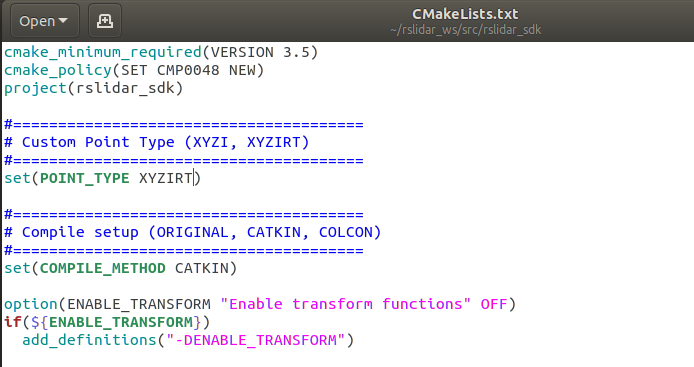 Open
CMakeLists.txt
~/rslidar_ws/src/rslidar_sdk
cmake_minimum_required(VERSION 3.5)
cmake_policy(SET CMP0048 NEW)
project(rslidar_sdk)
#=======================================
# Custom Point Type (XYZI, XYZIRT)
#=======================================
set(POINT_TYPE XYZIRT)
#=======================================
# Compile setup (ORIGINAL, CATKIN, COLCON)
#=======================================
set(COMPILE_METHOD CATKIN)
option(ENABLE_TRANSFORM "Enable transform functions" OFF)
if(${ENABLE_TRANSFORM})
  add_definitions("-DENABLE_TRANSFORM")